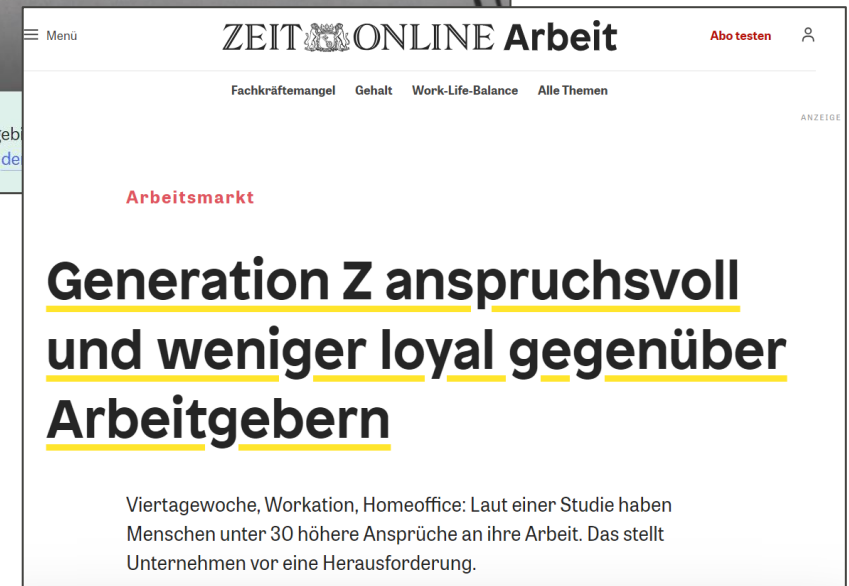 Menü
ZEIT ONLINE Arbeit
Abo testen
Fachkräftemangel Gehalt Work-Life-Balance Alle Themen
ANZEIGE
Arbeitsmarkt
Generation Z anspruchsvoll
und weniger loyal gegenüber
Arbeitgebern
Viertagewoche, Workation, Homeoffice: Laut einer Studie haben
Menschen unter 30 höhere Ansprüche an ihre Arbeit. Das stellt
Unternehmen vor eine Herausforderung.